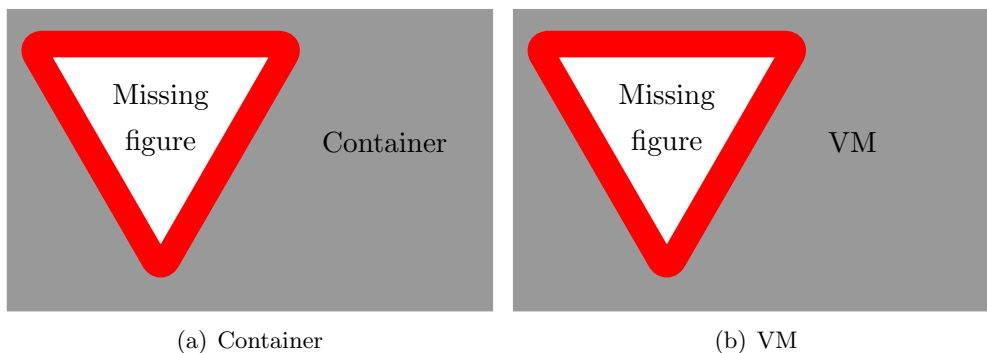 Missing
figure
Container
Missing
figure
VM
(a) Container
(b) VM